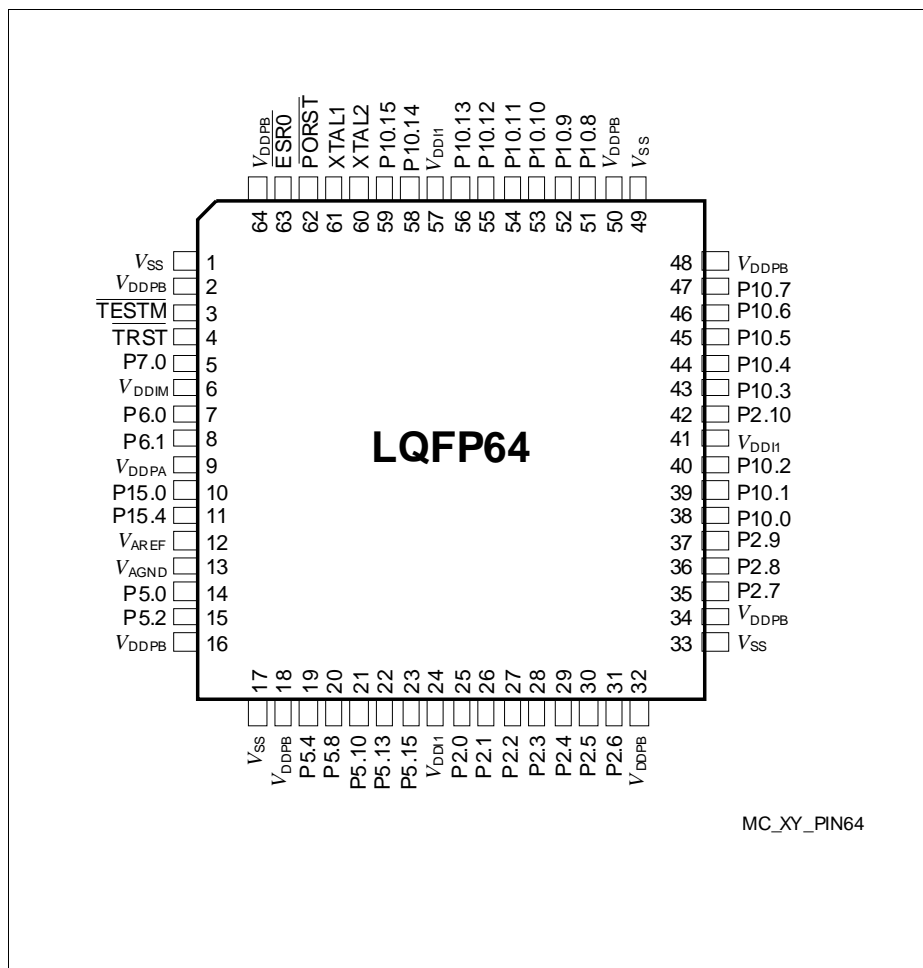 VDDPB
ESR0
PORST
XTAL1
XTAL2
P10.15
P10.14
VDDI1
P10.13
P10.12
P10.11
P10.10
P10.9
P10.8
VDDPB
VSS
64 63 62 61 60 59 58 57 56 55 54 53 52 51 50 49
VSS 1
VDDPB 2
TESTM 3
TRST 4
P7.0 5
VDDIM 6
P6.0 7
P6.1 8
VDDPA 9
P15.0 10
P15.4 11
VAREF 12
VAGND 13
P5.0 14
P5.2 15
VDDPB 16
LQFP64
48 VDDPB
47 P10.7
46 P10.6
45 P10.5
44 P10.4
43 P10.3
42 P2.10
41 VDDI1
40 P10.2
39 P10.1
38 P10.0
37 P2.9
36 P2.8
35 P2.7
34 VDDPB
33 VSS
17 18 19 20 21 22 23 24 25 26 27 28 29 30 31 32
VSS
VDDPB
P5.4
P5.8
P5.10
P5.13
P5.15
VDDI1
P2.0
P2.1
P2.2
P2.3
P2.4
P2.5
P2.6
VDDPB
MC_XY_PIN64